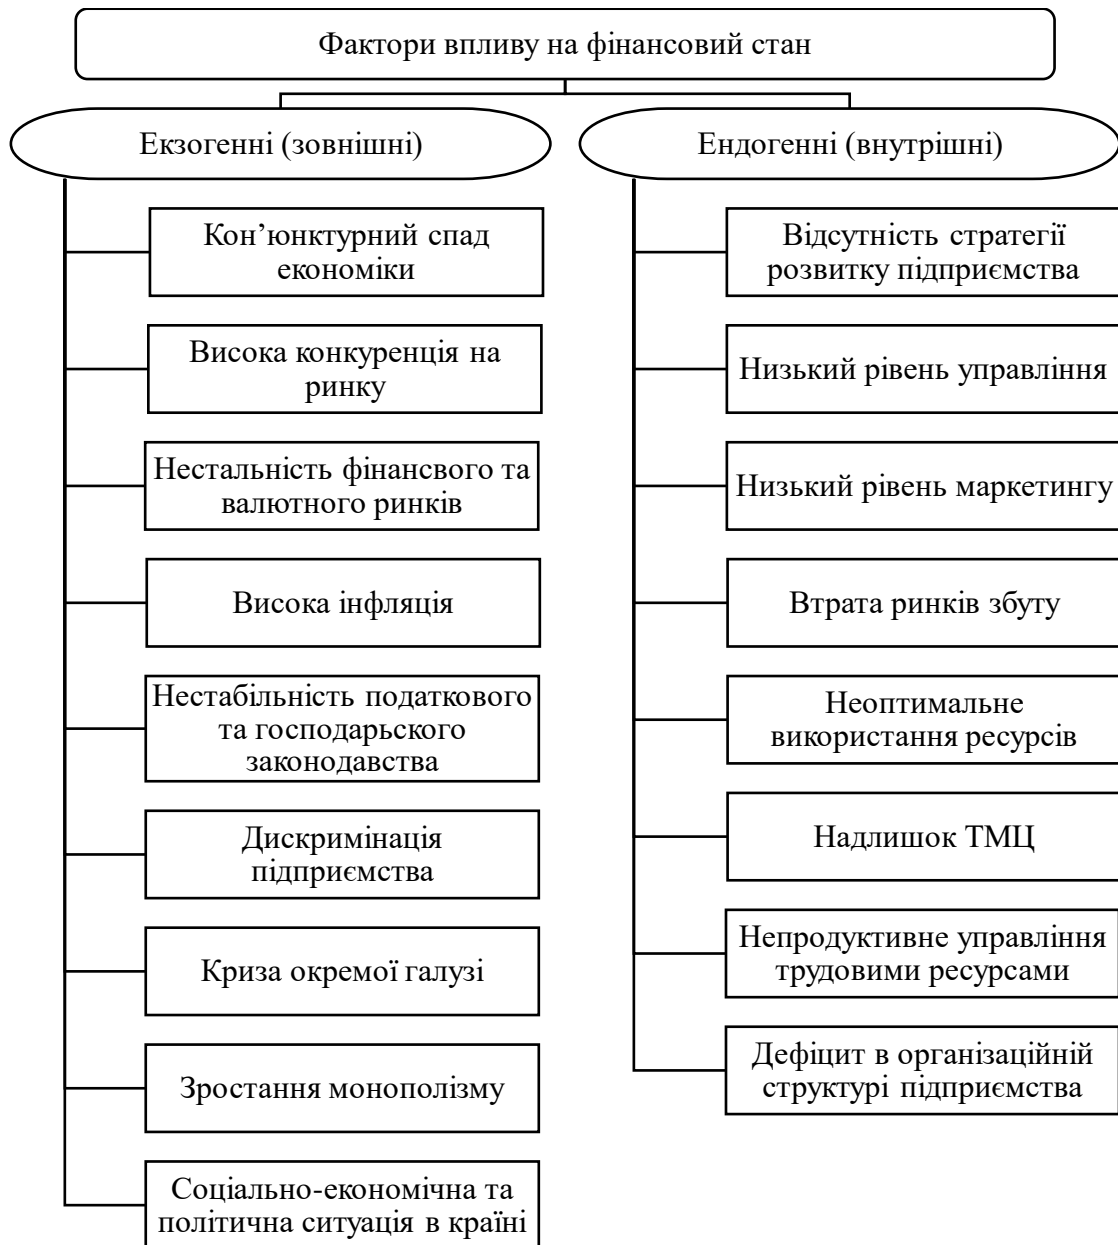 Фактори впливу на фінансовий стан
Екзогенні (зовнішні)
Кон’юнктурний спад
економіки
Висока конкуренція на
ринку
Нестальність фінансвого та
валютного ринків
Висока інфляція
Нестабільність податкового
та господарьского
законодавства
Дискримінація
підприємства
Криза окремої галузі
Зростання монополізму
Соціально-економічна та
політична ситуація в країні
Ендогенні (внутрішні)
Відсутність стратегії
розвитку підприємства
Низький рівень управління
Низький рівень маркетингу
Втрата ринків збуту
Неоптимальне
використання ресурсів
Надлишок ТМЦ
Непродуктивне управління
трудовими ресурсами
Дефіцит в організаційній
структурі підприємства